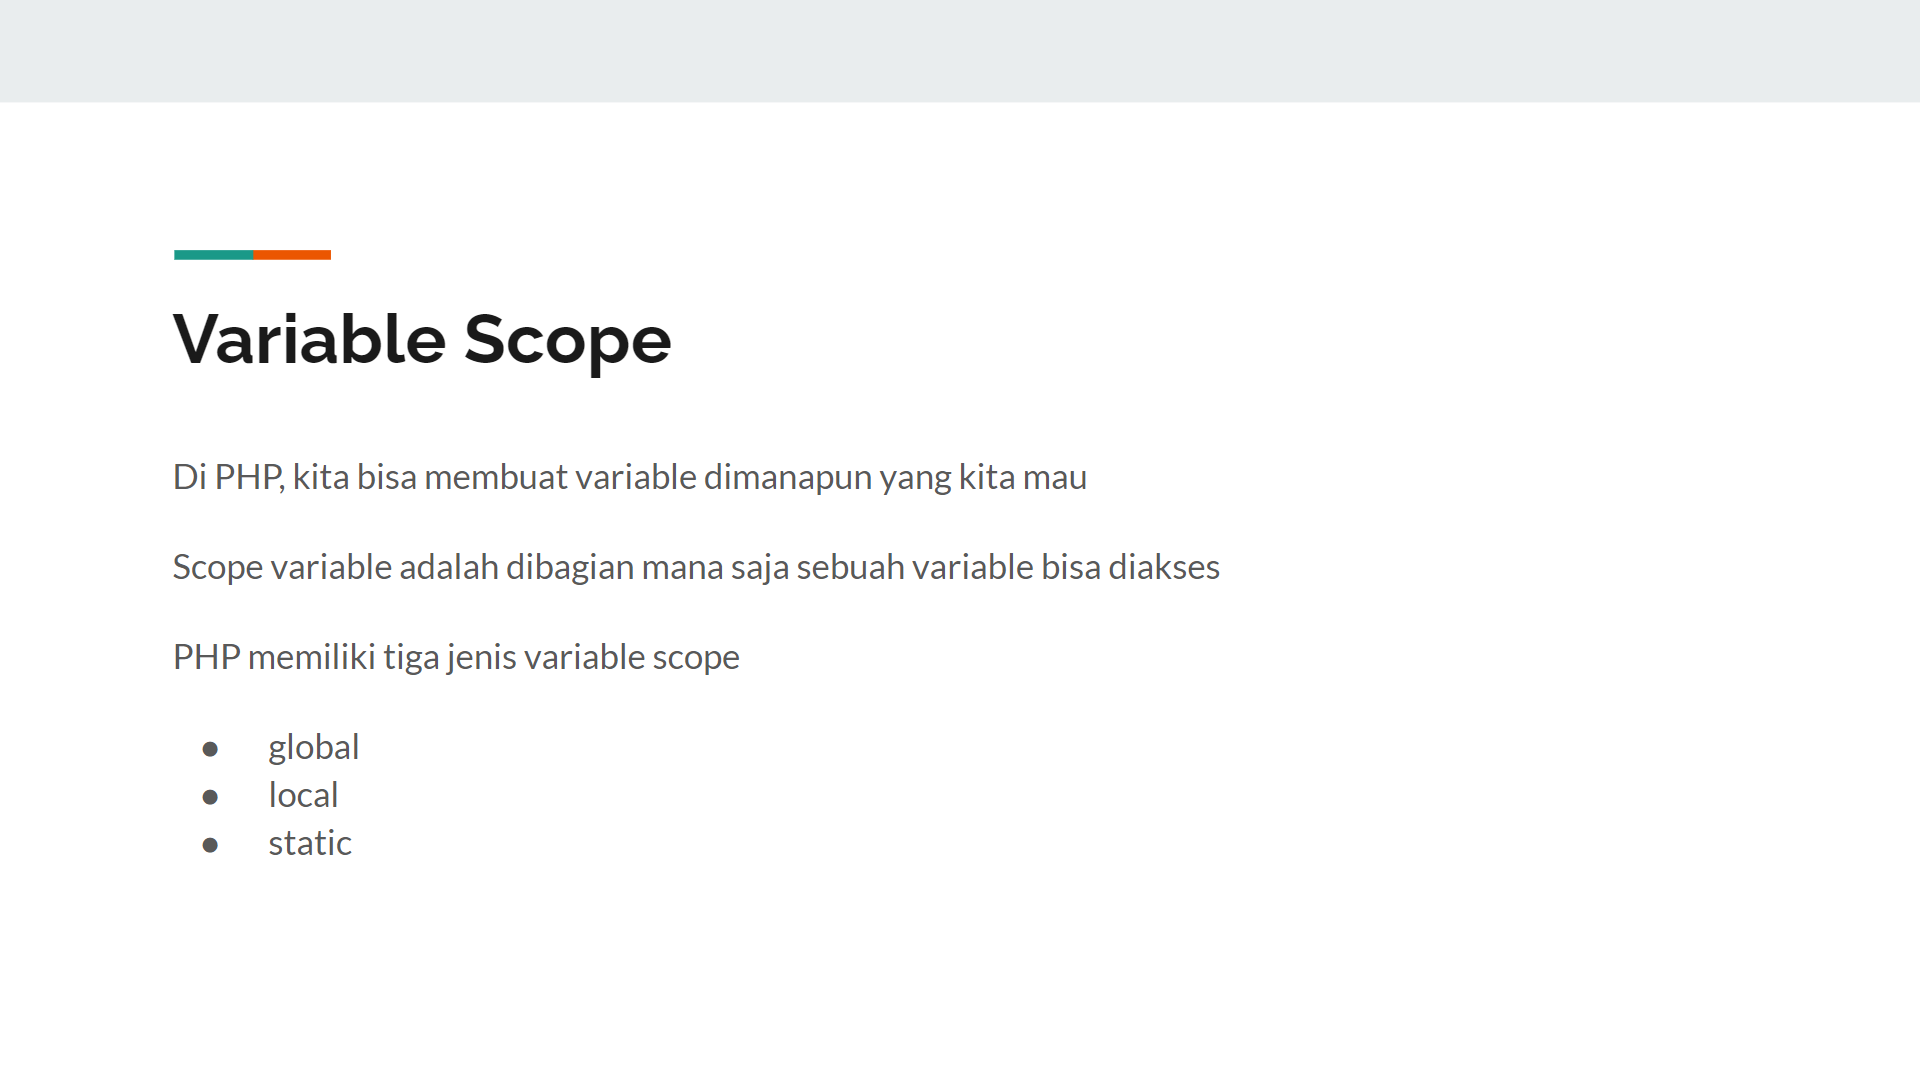 Variable Scope
Di PHP, kita bisa membuat variable dimanapun yang kita mau
Scope variable adalah dibagian mana saja sebuah variable bisa diakses
PHP memiliki tiga jenis variable scope
● global
● local
● static